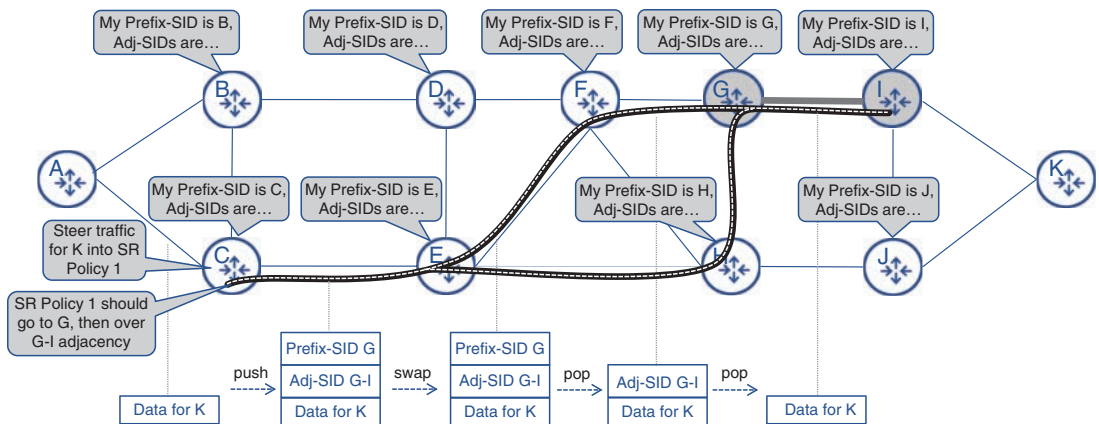 My Prefix-SID is B,
Adj-SIDs are…
My Prefix-SID is D,
Adj-SIDs are…
My Prefix-SID is F,
Adj-SIDs are…
My Prefix-SID is G,
Adj-SIDs are…
My Prefix-SID is I,
Adj-SIDs are…
B
D
F
G
I
A
K
My Prefix-SID is C,
Adj-SIDs are…
My Prefix-SID is E,
Adj-SIDs are…
My Prefix-SID is H,
Adj-SIDs are…
My Prefix-SID is J,
Adj-SIDs are…
Steer traffic
for K into SR
Policy 1
C
E
H
J
SR Policy 1 should
go to G, then over
G-I adjacency
Prefix-SID G
Prefix-SID G
push
Adj-SID G-I
swap
Adj-SID G-I
pop
Adj-SID G-I
pop
Data for K
Data for K
Data for K
Data for K
Data for K